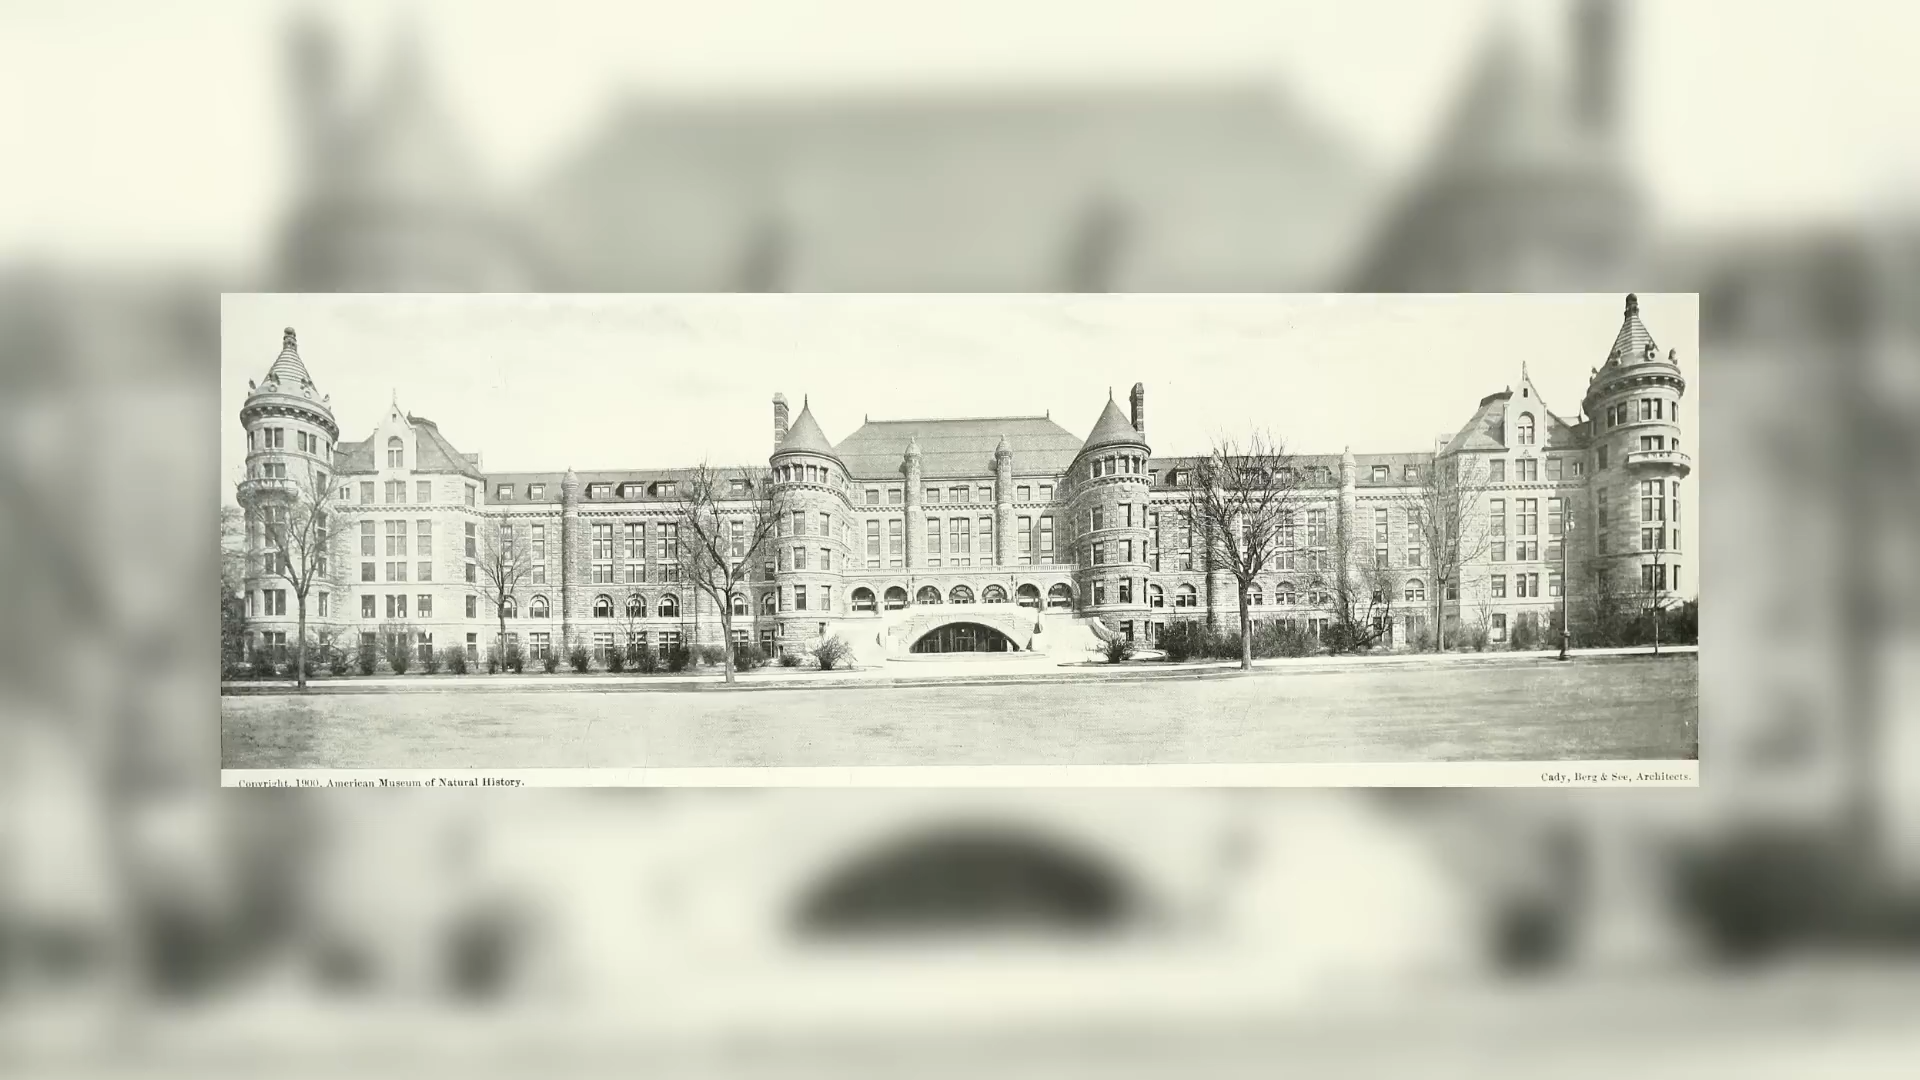 Copyright, 1900, American Museum of Natural History.
Cady, Berg & See, Architects.